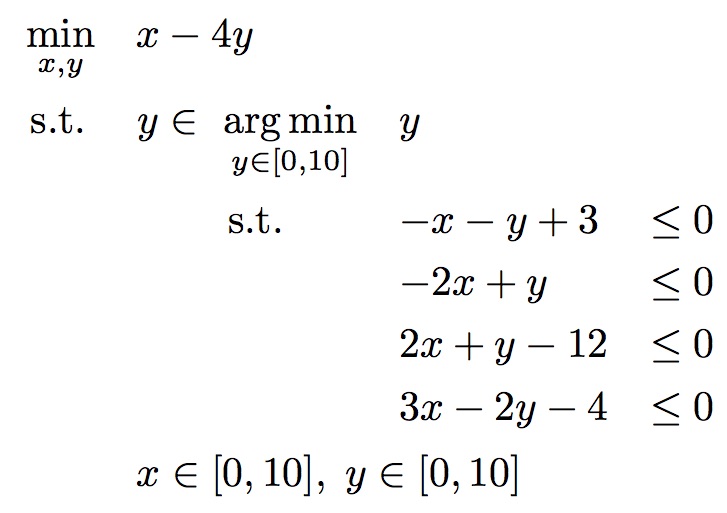 min x − 4y
x,y
s.t. y ∈ arg min y
y∈[0,10]
s.t. −x − y + 3 ≤ 0
−2x + y ≤ 0
2x + y − 12 ≤ 0
3x − 2y − 4 ≤ 0
x ∈ [0, 10], y ∈ [0, 10]